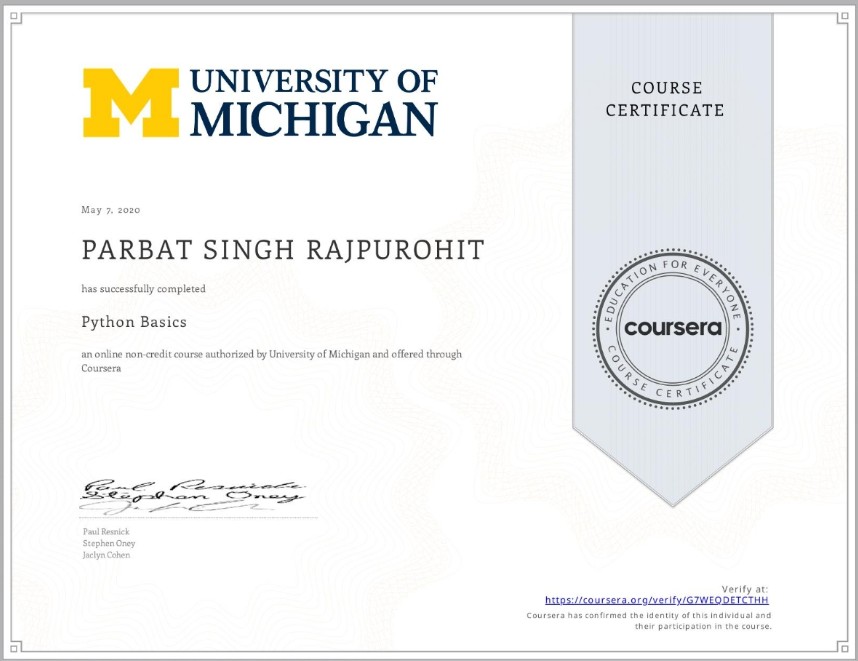 UNIVERSITY OF
MICHIGAN
COURSE
CERTIFICATE
May 7, 2020
PARBAT SINGH RAJPUROHIT
has successfully completed
Python Basics
an online non-credit course authorized by University of Michigan and offered through
Coursera
EDUCATION FOR EVERYONE
coursera
COURSE CERTIFICATE
Paul Resnick
Stephen Oney
Paul Resnick
Stephen Oney
Jaclyn Cohen
Verify at:
https://coursera.org/verify/G7WEQDETCTHH
Coursera has confirmed the identity of this individual and
their participation in the course.